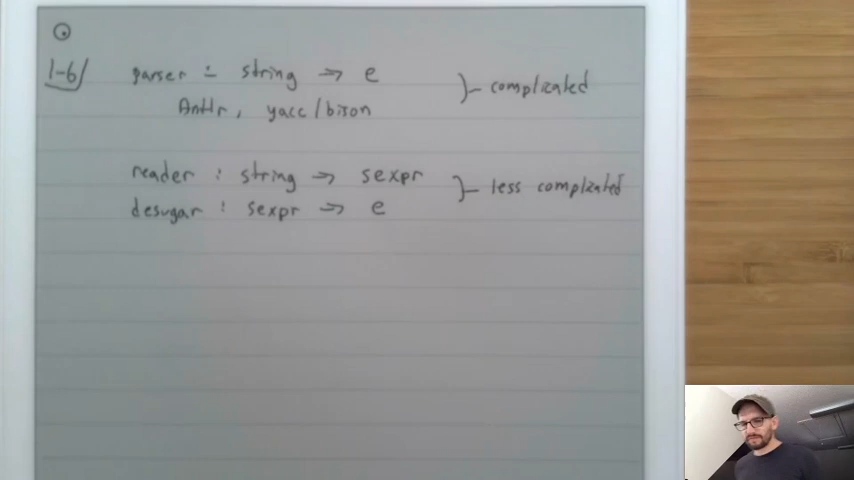 1-6/ parser : string → e }- complicated
Antlr, yacc/bison
reader : string → sexpr }- less complicated
desugar : sexpr → e